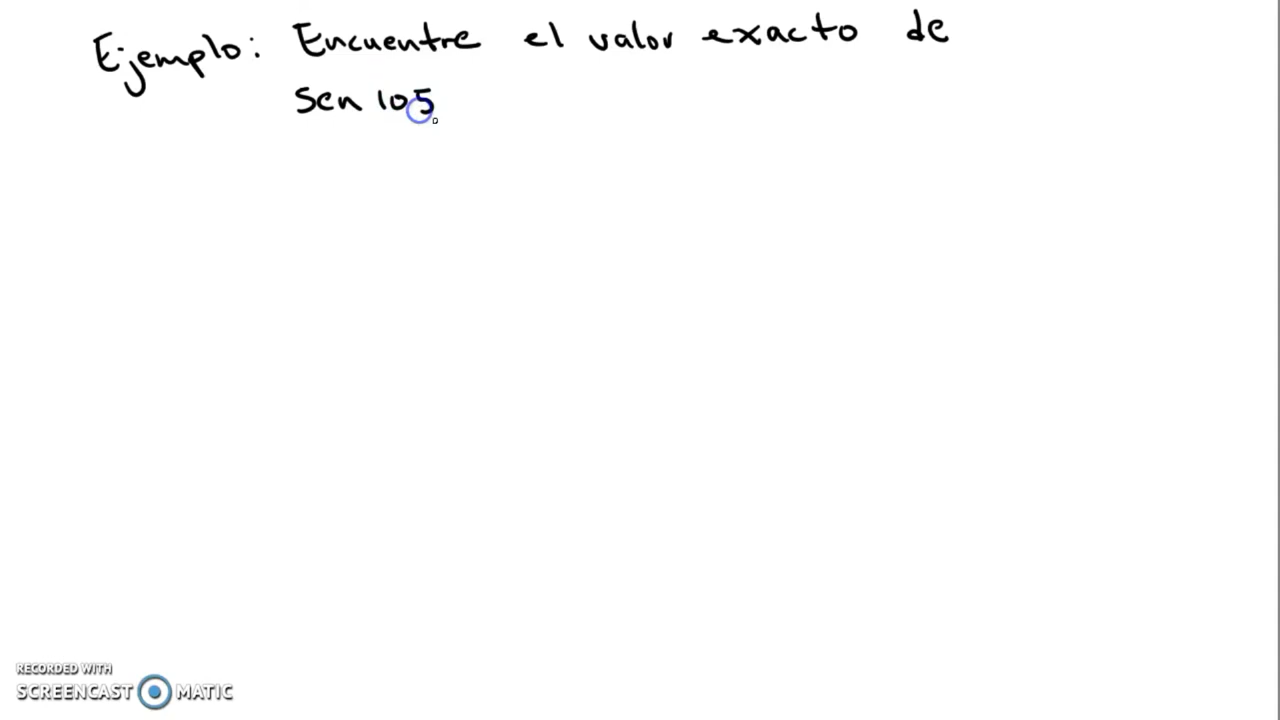 Ejemplo: Encuentre el valor exacto de
Sen 105
RECORDED WITH
SCREENCAST MATIC